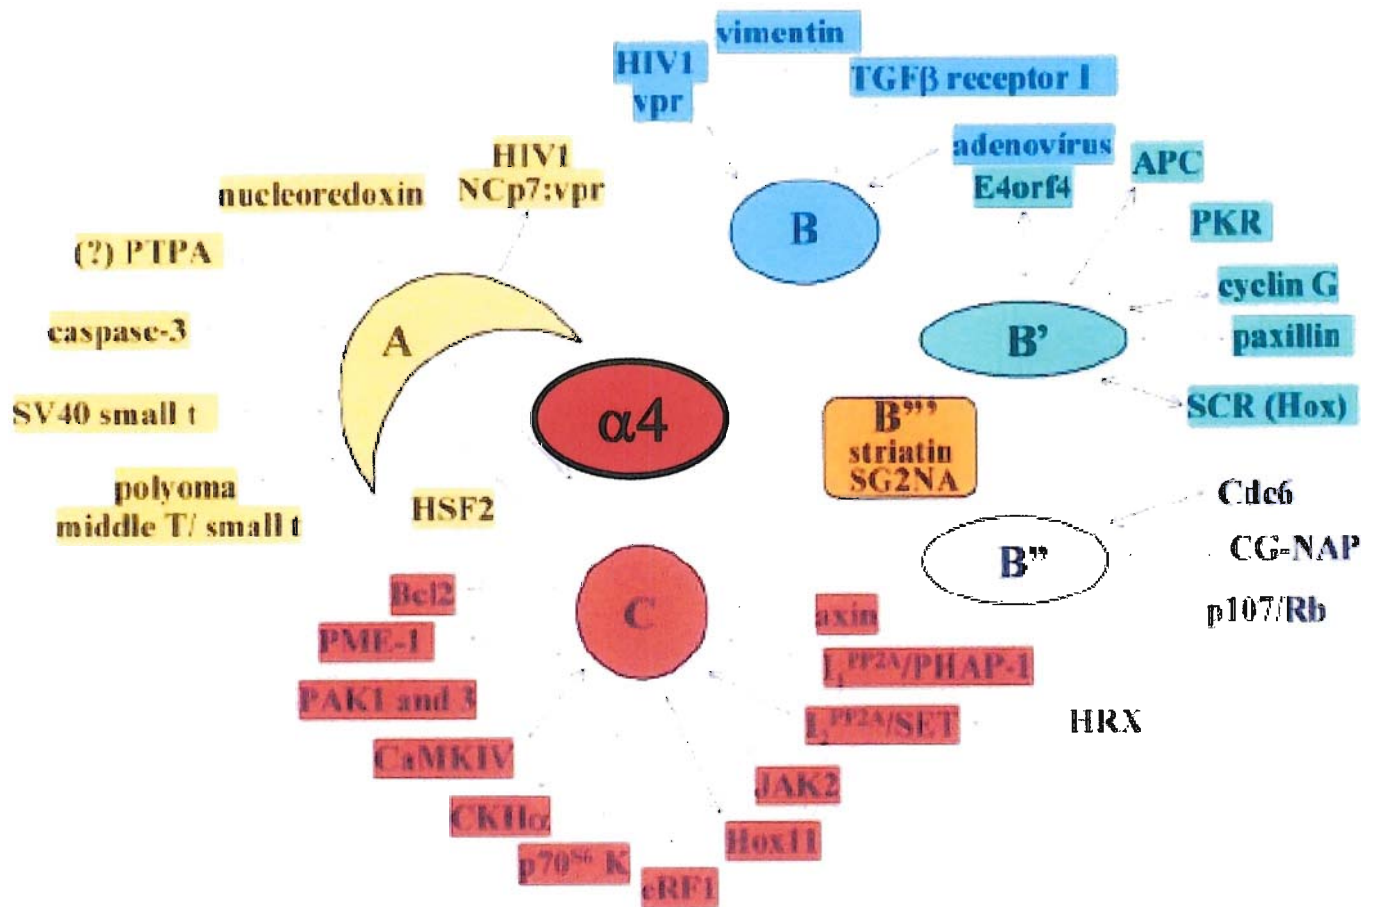 vimentin
HIV1
vpr
TGFβ receptor I
HIV1
NCp7:vpr
adenovirus
E4orf4
APC
nucleoredoxin
PKR
B
(?) PTPA
cyclin G
caspase-3
A
B’
paxillin
SV40 small t
α4
B’’’
striatin
SG2NA
SCR (Hox)
polyoma
middle T/ small t
HSF2
Cdc6
B’’
CG-NAP
p107/Rb
Bcl2
C
axin
PME-1
I₁ᴾᴾ²ᴬ/PHAP-1
PAK1 and 3
I₂ᴾᴾ²ᴬ/SET
HRX
CaMKIV
JAK2
CKIIα
Hox11
p70ˢ⁶ K
eRF1